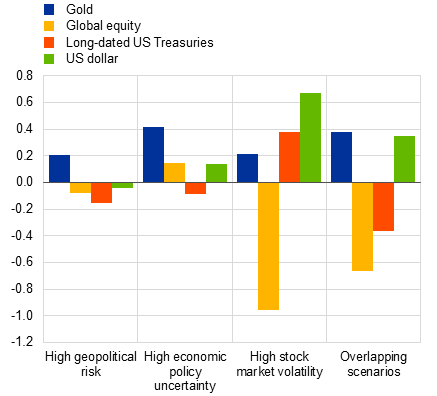 Gold
Global equity
Long-dated US Treasuries
US dollar
0.8
0.6
0.4
0.2
0.0
-0.2
-0.4
-0.6
-0.8
-1.0
-1.2
High geopolitical
risk
High economic
policy
uncertainty
High stock
market volatility
Overlapping
scenarios